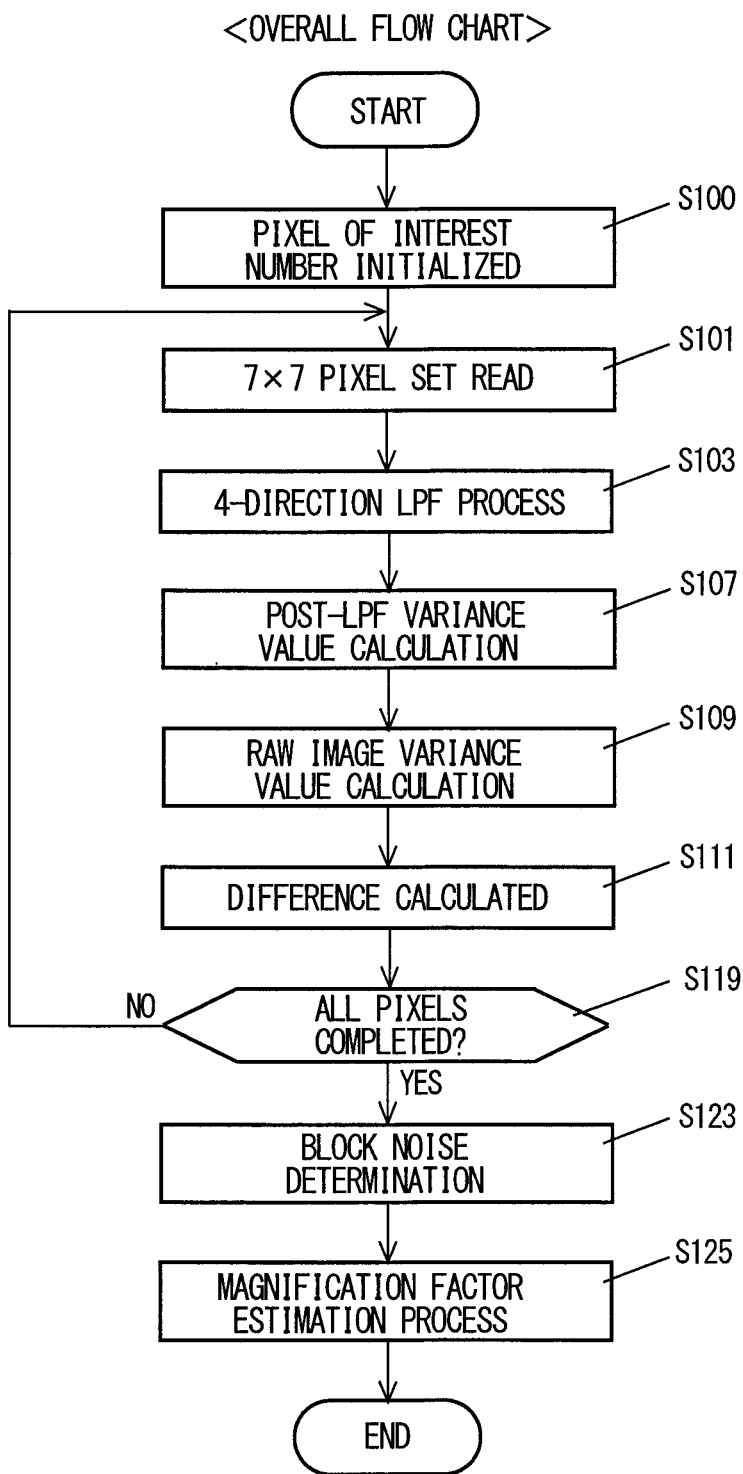 <OVERALL FLOW CHART>
START
S100
PIXEL OF INTEREST
NUMBER INITIALIZED
S101
7×7 PIXEL SET READ
S103
4-DIRECTION LPF PROCESS
S107
POST-LPF VARIANCE
VALUE CALCULATION
S109
RAW IMAGE VARIANCE
VALUE CALCULATION
S111
DIFFERENCE CALCULATED
S119
NO
ALL PIXELS
COMPLETED?
YES
S123
BLOCK NOISE
DETERMINATION
S125
MAGNIFICATION FACTOR
ESTIMATION PROCESS
END